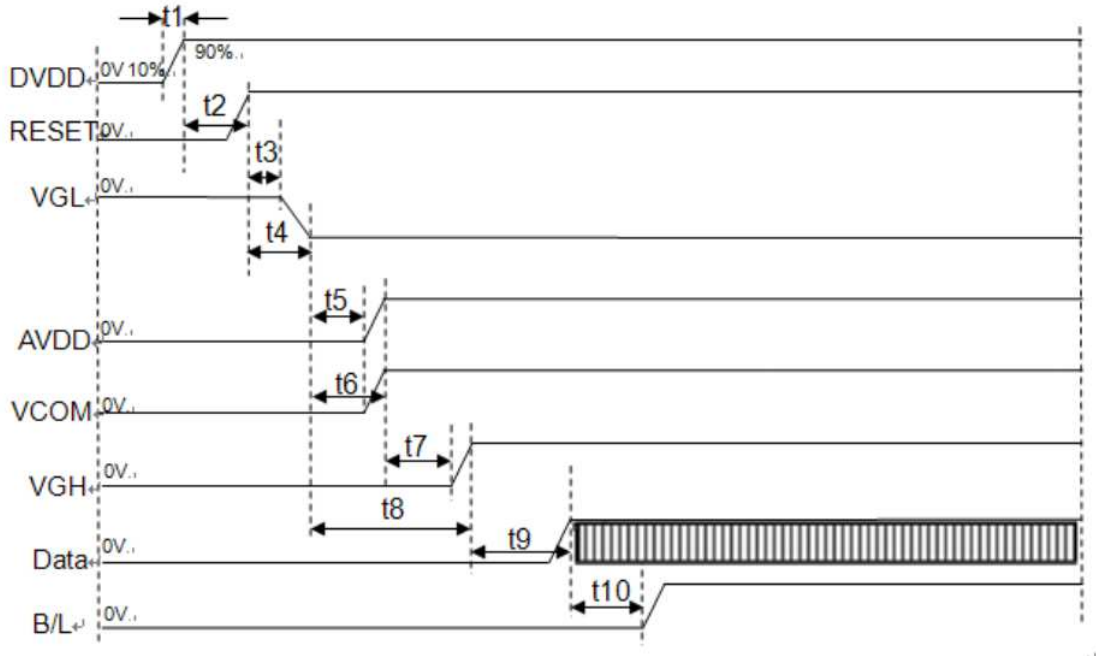 t1
90%
DVDD 0V 10%
t2
RESET 0V
t3
VGL 0V
t4
t5
AVDD 0V
t6
VCOM 0V
t7
VGH 0V
t8
t9
Data 0V
t10
B/L 0V